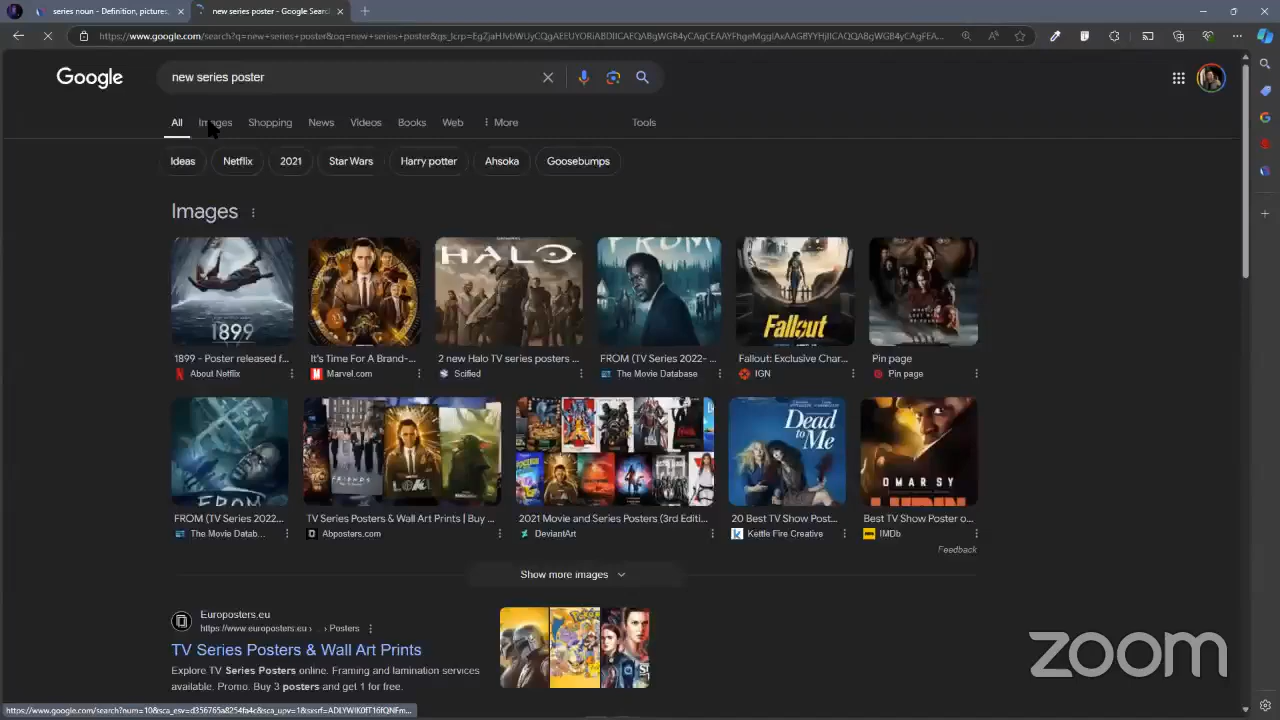 series noun - Definition, pictures,
new series poster - Google Search
Google
new series poster
All
Images
Shopping
News
Videos
Books
Web
More
Tools
Ideas
Netflix
2021
Star Wars
Harry potter
Ahsoka
Goosebumps
Images
1899
HALO
FROM
Fallout
1899 - Poster released f...
About Netflix
It's Time For A Brand-...
Marvel.com
2 new Halo TV series posters ...
Scified
FROM (TV Series 2022- ...
The Movie Database
Fallout: Exclusive Char...
IGN
Pin page
Pin page
FROM
FRIENDS
LOKI
Dead to Me
OMAR SY
LUPIN
FROM (TV Series 2022...
The Movie Datab...
TV Series Posters & Wall Art Prints | Buy ...
Abposters.com
2021 Movie and Series Posters (3rd Editi...
DeviantArt
20 Best TV Show Post...
Kettle Fire Creative
Best TV Show Poster o...
IMDb
Feedback
Show more images
Europosters.eu
https://www.europosters.eu › ... › Posters
TV Series Posters & Wall Art Prints
Explore TV Series Posters online. Framing and lamination services
available. Promo. Buy 3 posters and get 1 for free.
zoom